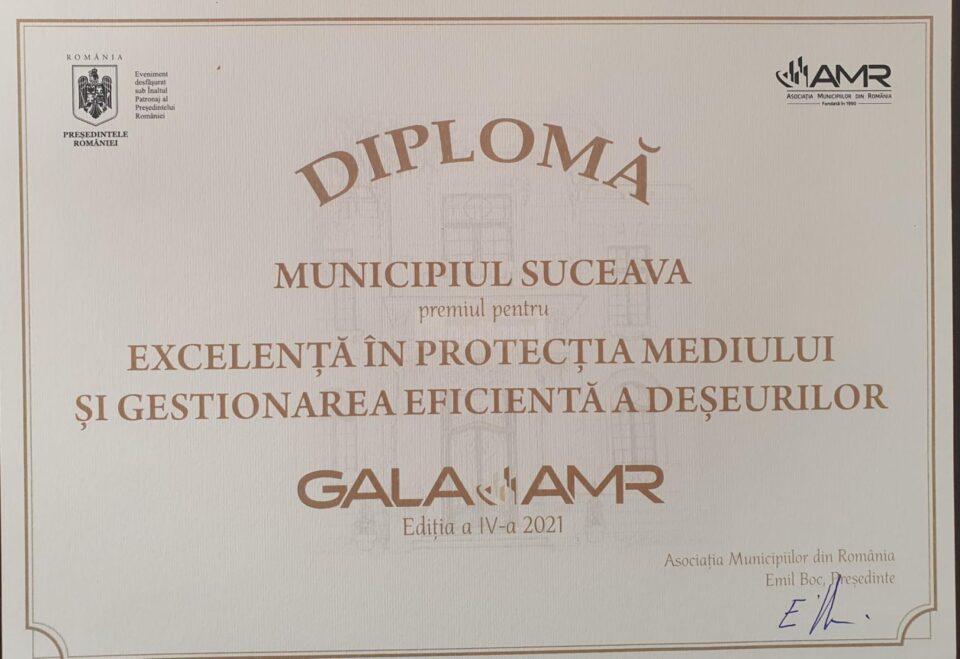 ROMÂNIA
Eveniment
desfășurat
sub Înaltul
Patronaj al
Președintelui
României
PREȘEDINTELE
ROMÂNIEI
AMR
ASOCIAȚIA MUNICIPIILOR DIN ROMÂNIA
Fondată în 1990
DIPLOMĂ
MUNICIPIUL SUCEAVA
premiul pentru
EXCELENȚĂ ÎN PROTECȚIA MEDIULUI
ȘI GESTIONAREA EFICIENTĂ A DEȘEURILOR
GALA AMR
Ediția a IV-a 2021
Asociația Municipiilor din România
Emil Boc, Președinte